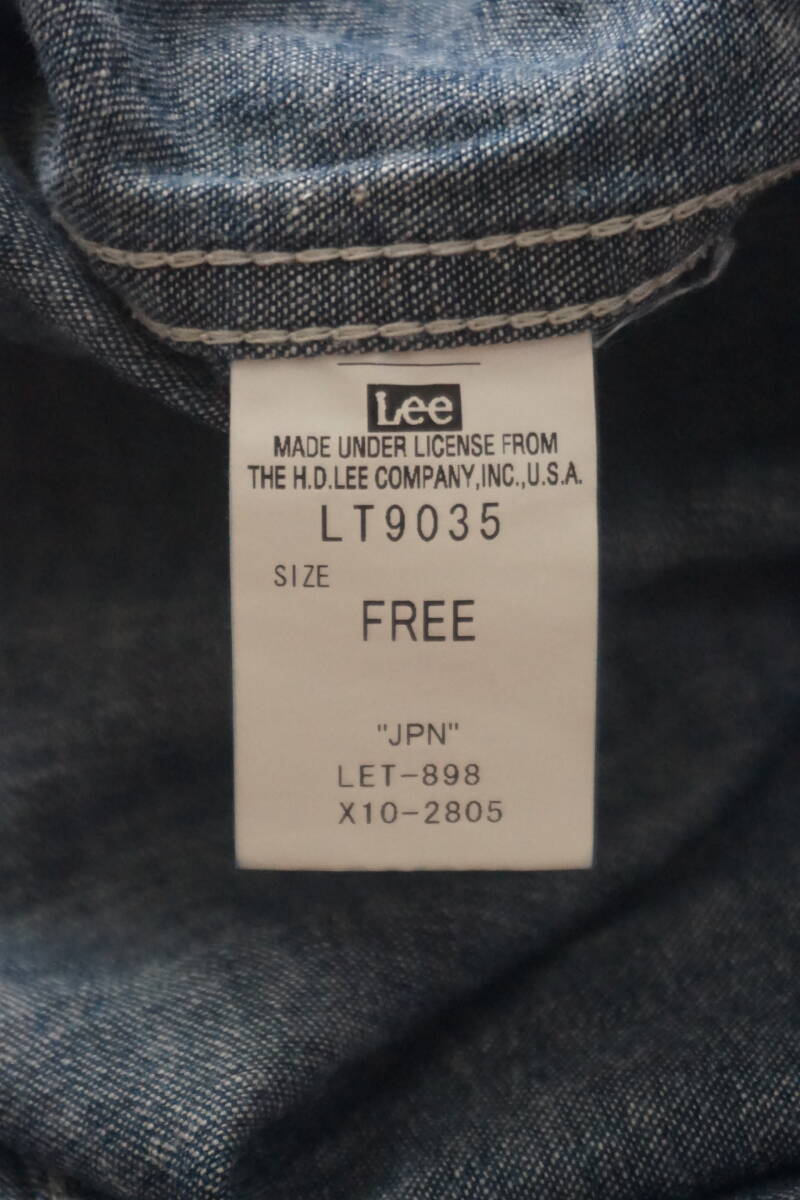 Lee
MADE UNDER LICENSE FROM
THE H.D.LEE COMPANY,INC.,U.S.A.
LT9035
SIZE
FREE
"JPN"
LET-898
X10-2805